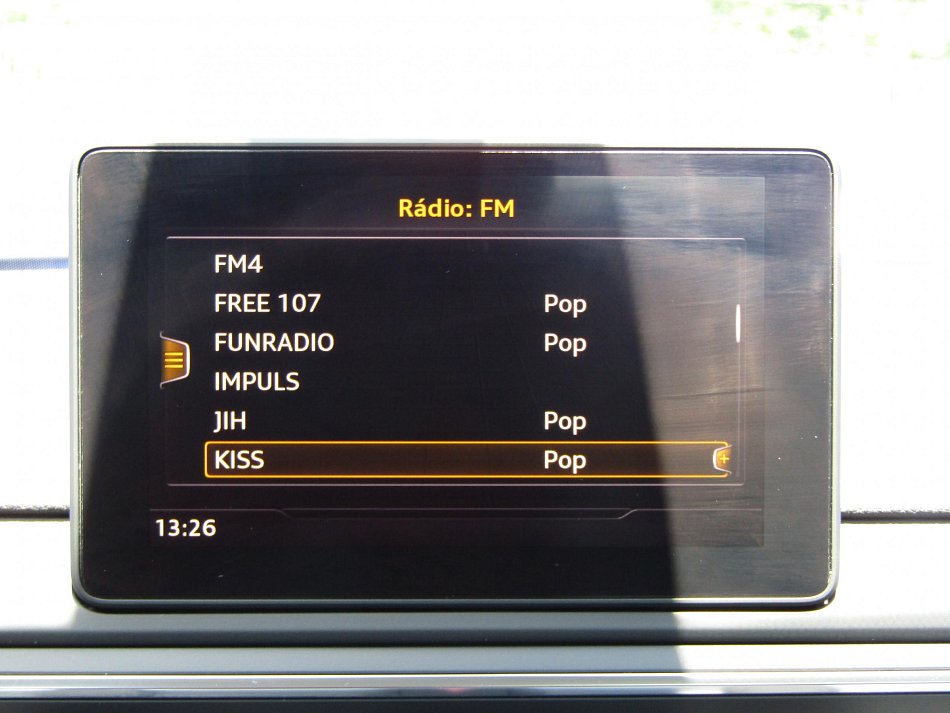 Rádio: FM
FM4
FREE 107 Pop
FUNRADIO Pop
IMPULS
JIH Pop
KISS Pop
13:26